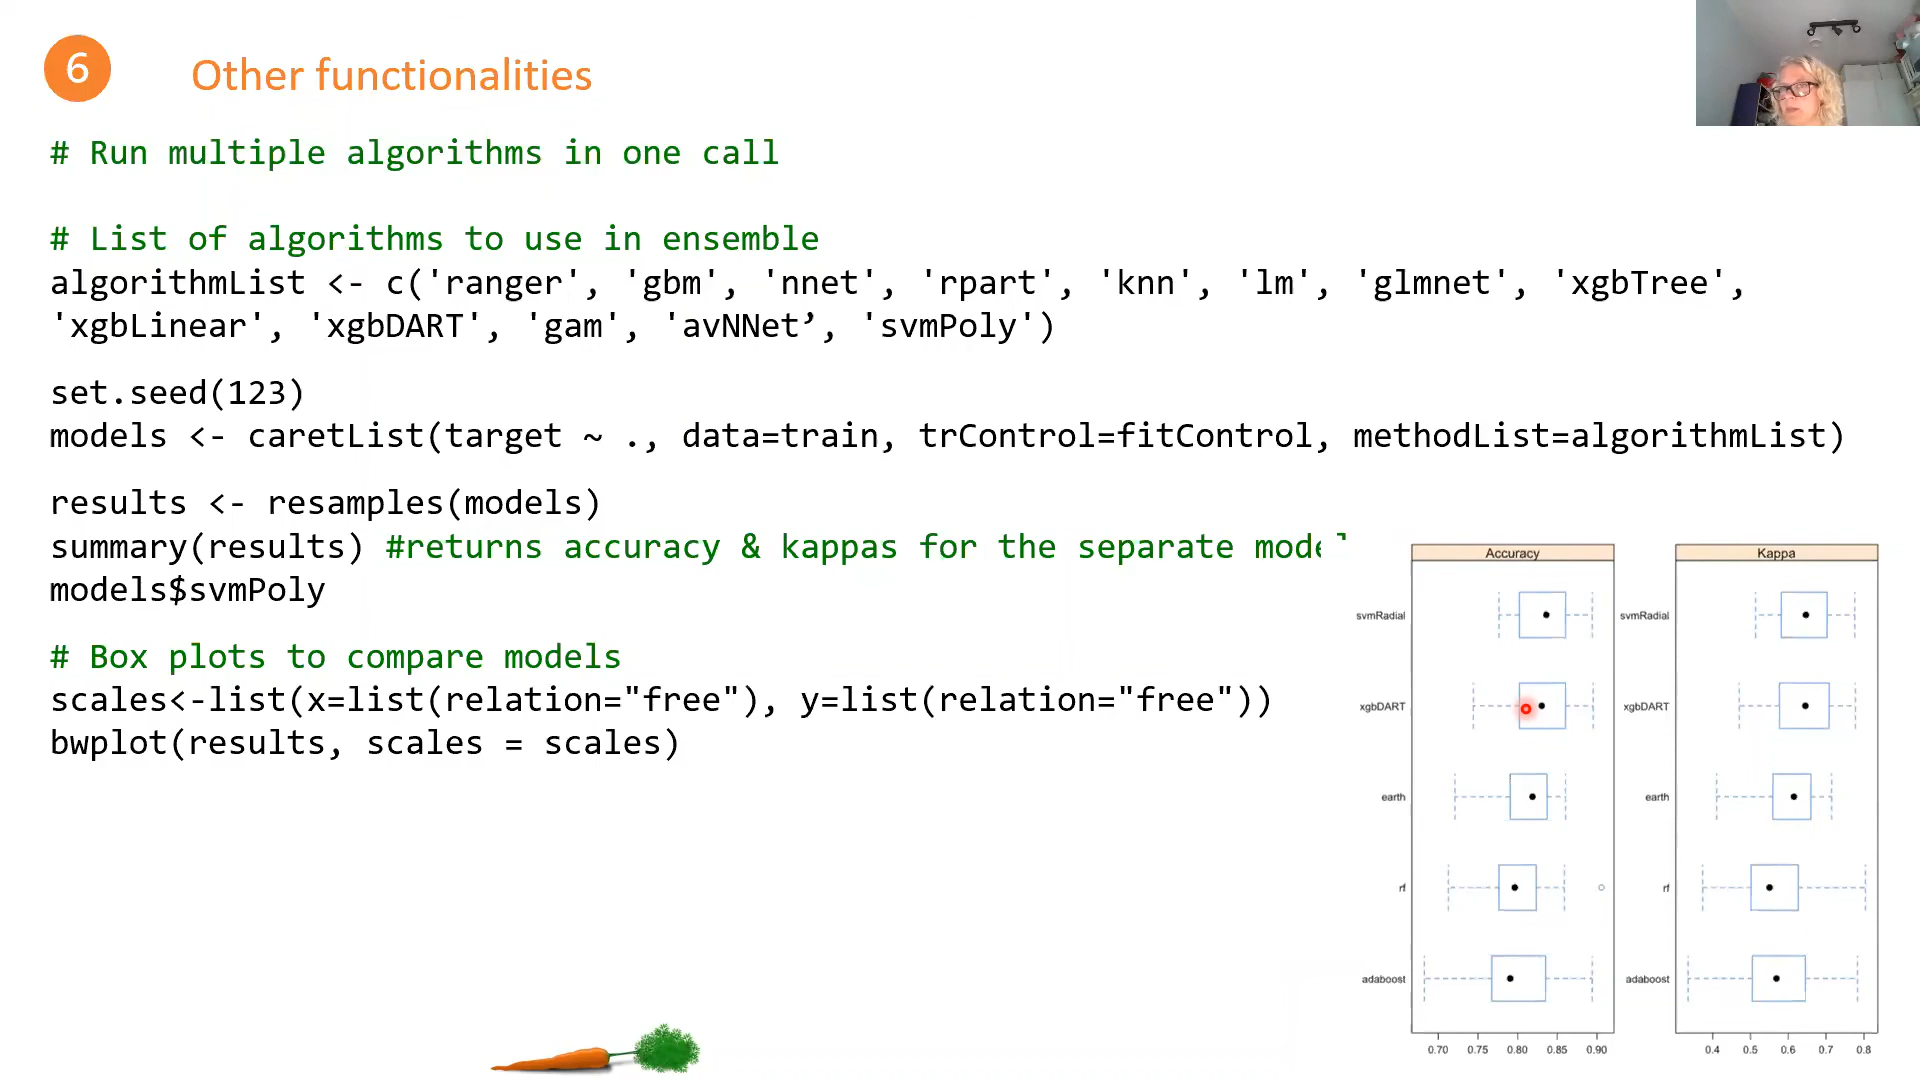 6
Other functionalities
# Run multiple algorithms in one call
# List of algorithms to use in ensemble
algorithmList <- c('ranger', 'gbm', 'nnet', 'rpart', 'knn', 'lm', 'glmnet', 'xgbTree',
'xgbLinear', 'xgbDART', 'gam', 'avNNet’, 'svmPoly')
set.seed(123)
models <- caretList(target ~ ., data=train, trControl=fitControl, methodList=algorithmList)
results <- resamples(models)
summary(results) #returns accuracy & kappas for the separate model
models$svmPoly
# Box plots to compare models
scales<-list(x=list(relation="free"), y=list(relation="free"))
bwplot(results, scales = scales)
Accuracy Kappa
svmRadial svmRadial
xgbDART xgbDART
earth earth
rf rf
adaboost adaboost
0.70 0.75 0.80 0.85 0.90 0.4 0.5 0.6 0.7 0.8